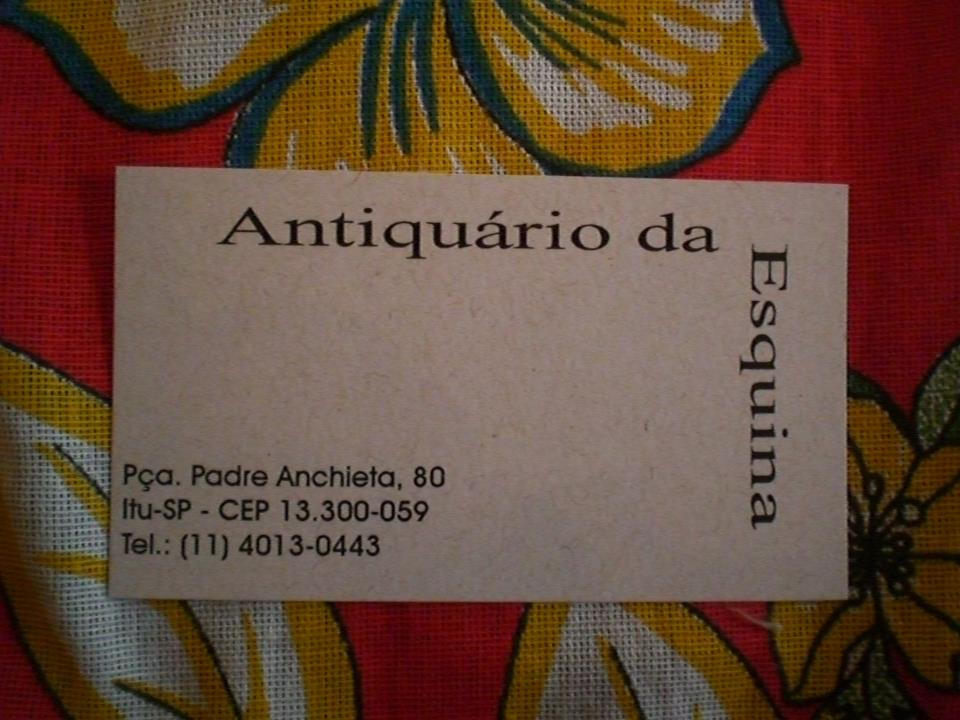 Antiquário da
Esquina
Pça. Padre Anchieta, 80
Itu-SP - CEP 13.300-059
Tel.: (11) 4013-0443